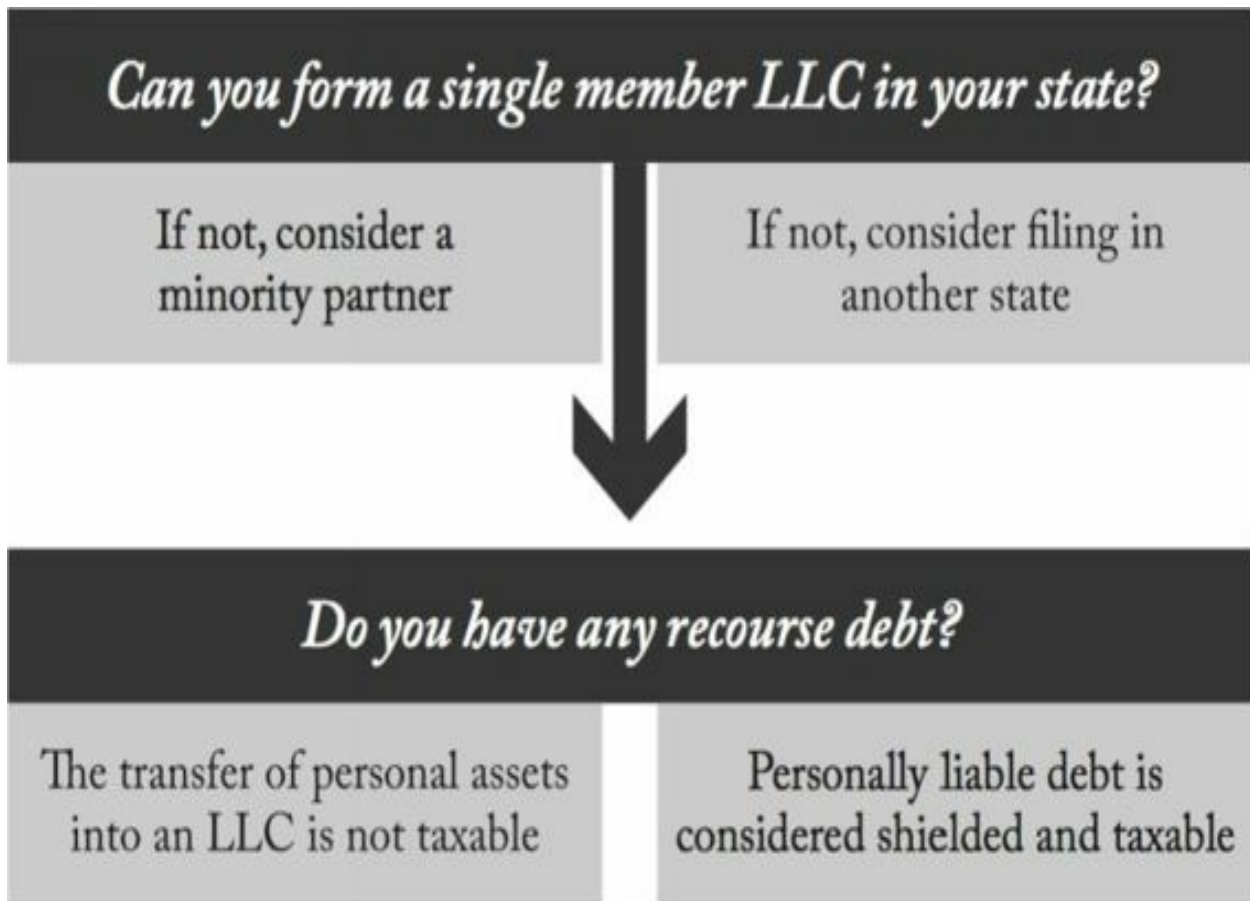 Can you form a single member LLC in your state?
If not, consider a
minority partner
If not, consider filing in
another state
Do you have any recourse debt?
The transfer of personal assets
into an LLC is not taxable
Personally liable debt is
considered shielded and taxable